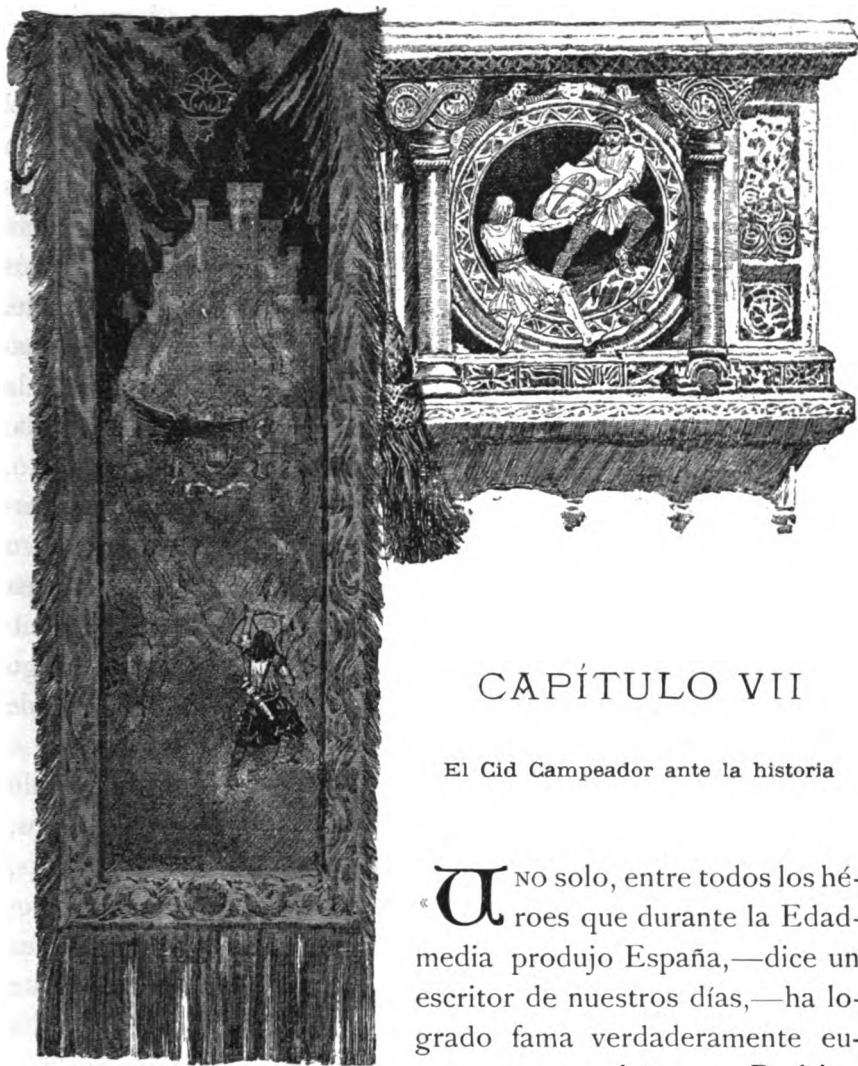 CAPÍTULO VII
El Cid Campeador ante la historia
«UNO solo, entre todos los hé-
roes que durante la Edad-
media produjo España,—dice un
escritor de nuestros días,—ha lo-
grado fama verdaderamente eu-